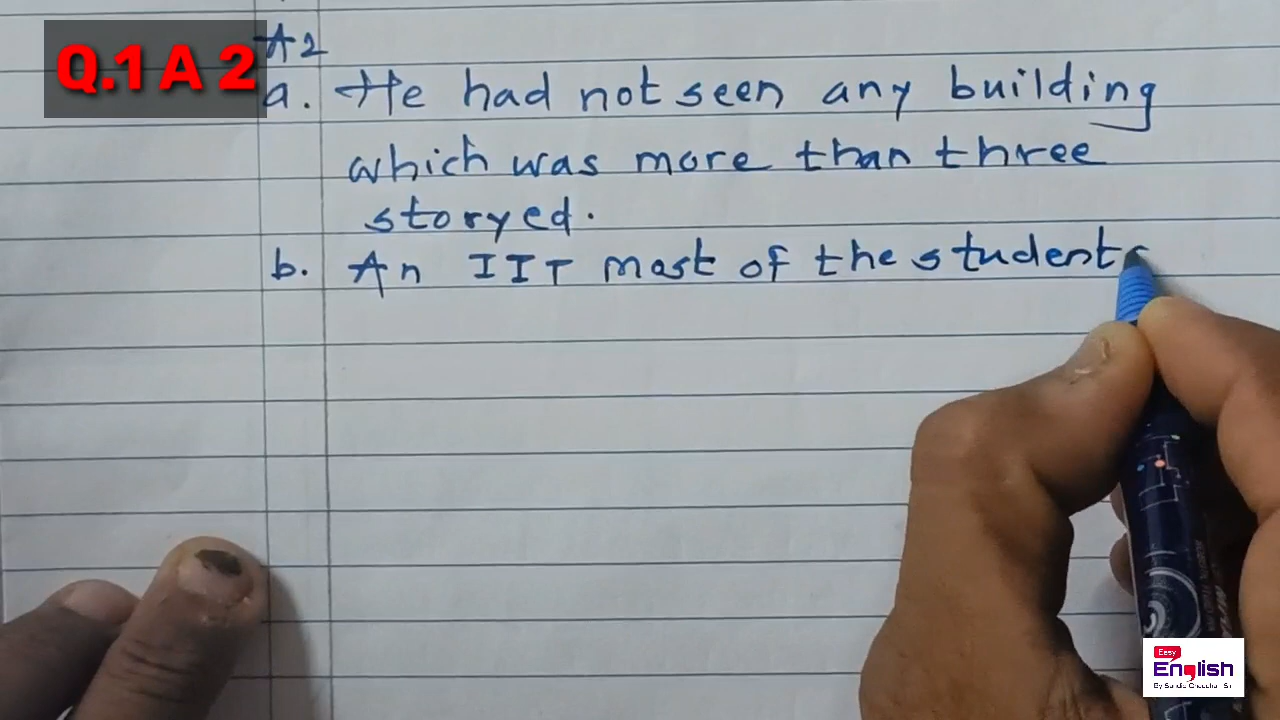 Q.1 A 2
A2
a. He had not seen any building
which was more than three
storyed.
b. An IIT most of the students
Easy
English